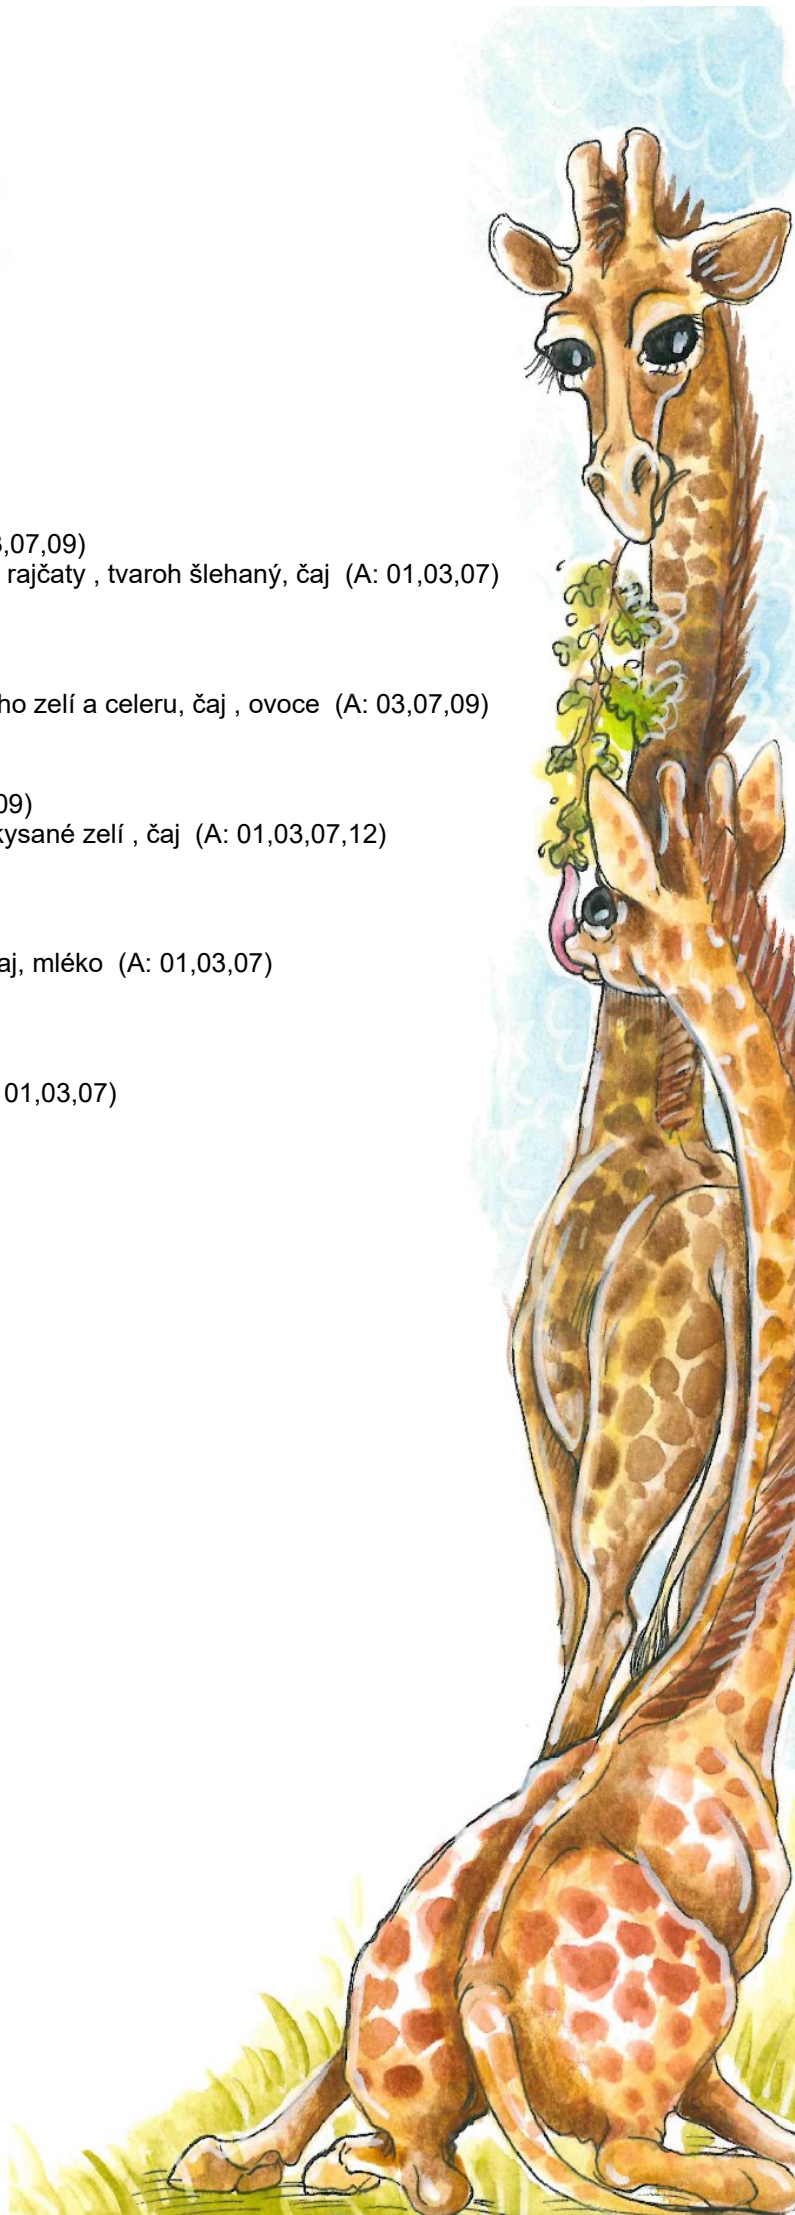 ,07,09)
rajčaty , tvaroh šlehaný, čaj (A: 01,03,07)
ho zelí a celeru, čaj , ovoce (A: 03,07,09)
09)
kysané zelí , čaj (A: 01,03,07,12)
aj, mléko (A: 01,03,07)
01,03,07)